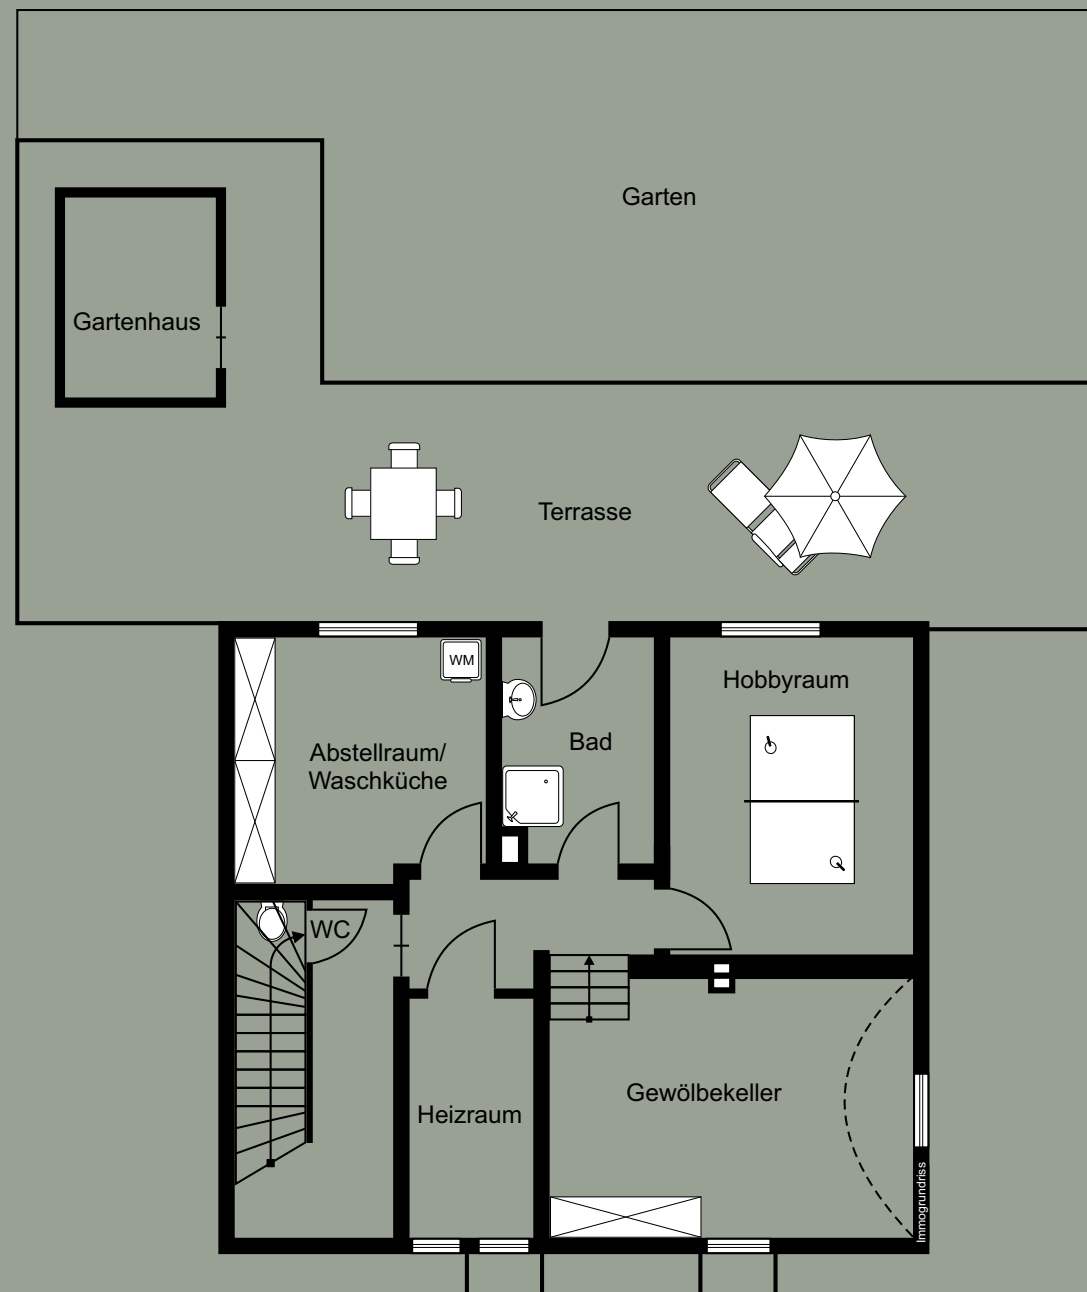 Garten
Gartenhaus
Terrasse
WM
Hobbyraum
Bad
Abstellraum/
Waschküche
WC
Gewölbekeller
Heizraum
Immogrundriss